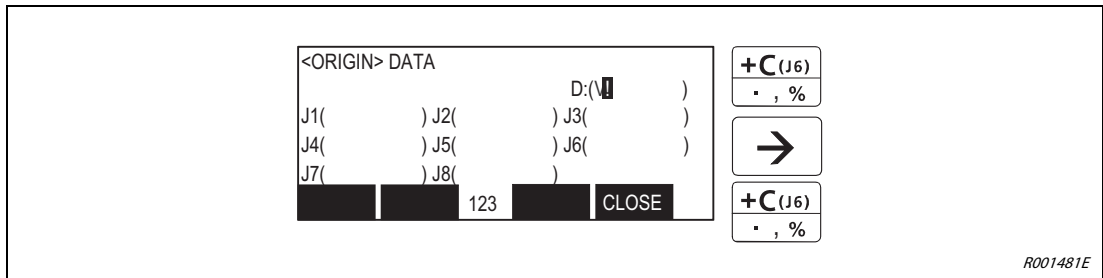 <ORIGIN> DATA
D:(V! )
J1( ) J2( ) J3( )
J4( ) J5( ) J6( )
J7( ) J8( )
123 CLOSE
+C(J6)
· , %
→
+C(J6)
· , %
R001481E